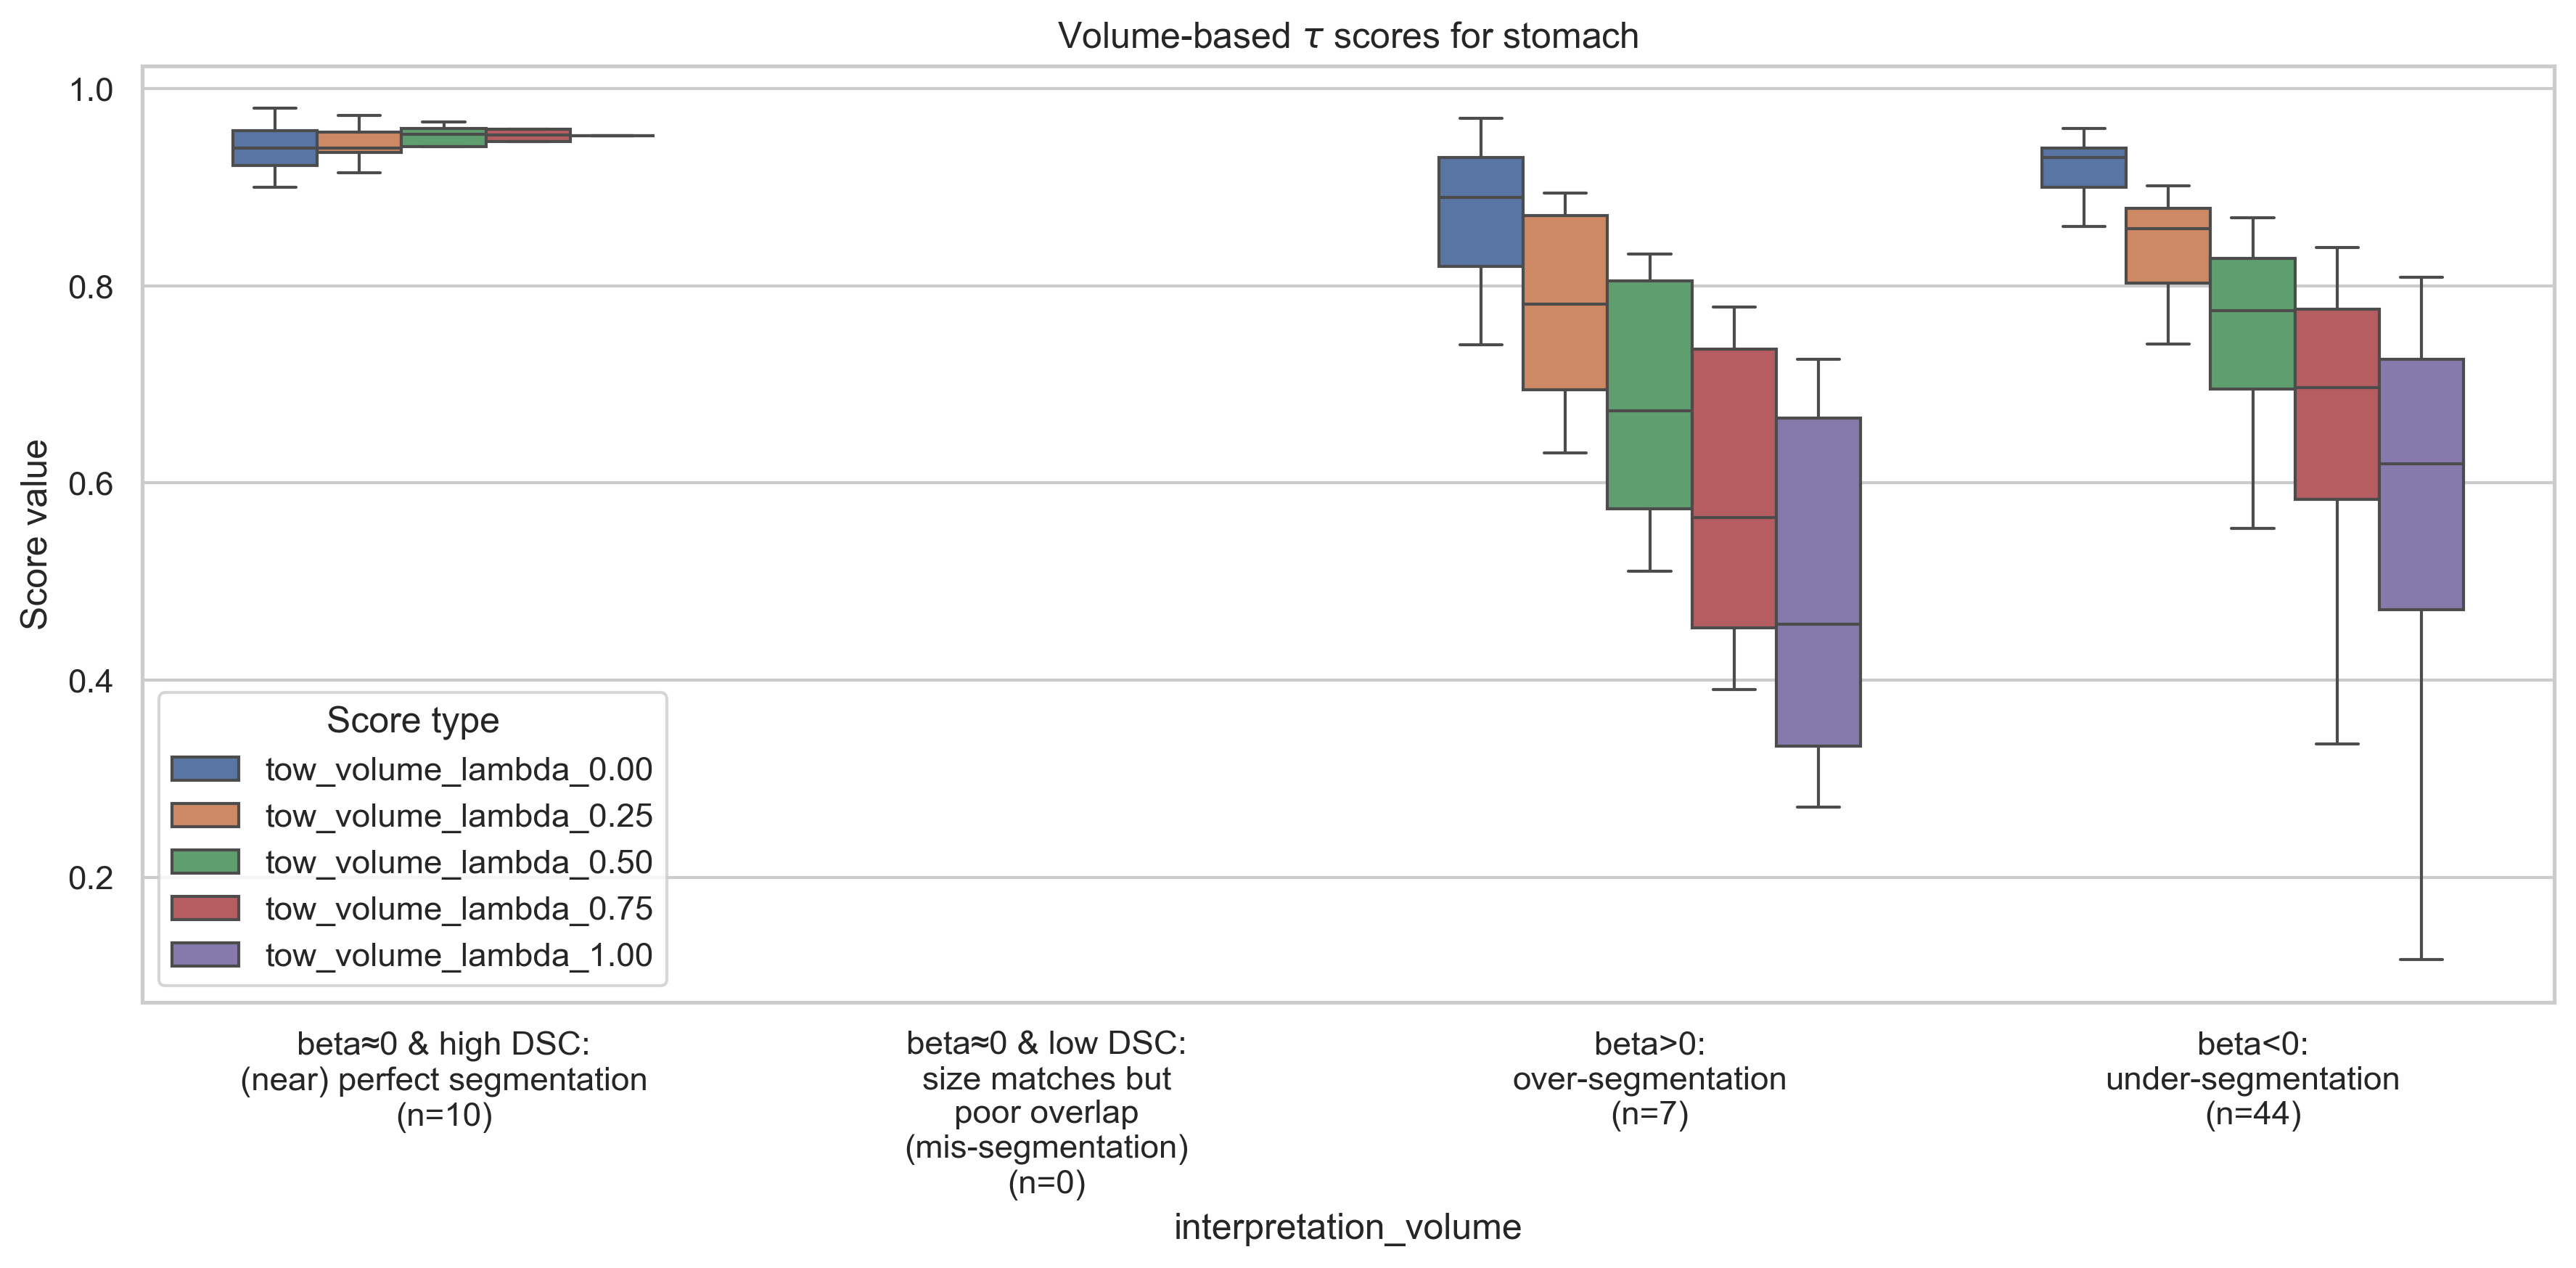 Volume-based τ scores for stomach
Score value
1.0
0.8
0.6
0.4
0.2
Score type
tow_volume_lambda_0.00
tow_volume_lambda_0.25
tow_volume_lambda_0.50
tow_volume_lambda_0.75
tow_volume_lambda_1.00
beta≈0 & high DSC:
(near) perfect segmentation
(n=10)
beta≈0 & low DSC:
size matches but
poor overlap
(mis-segmentation)
(n=0)
beta>0:
over-segmentation
(n=7)
beta<0:
under-segmentation
(n=44)
interpretation_volume